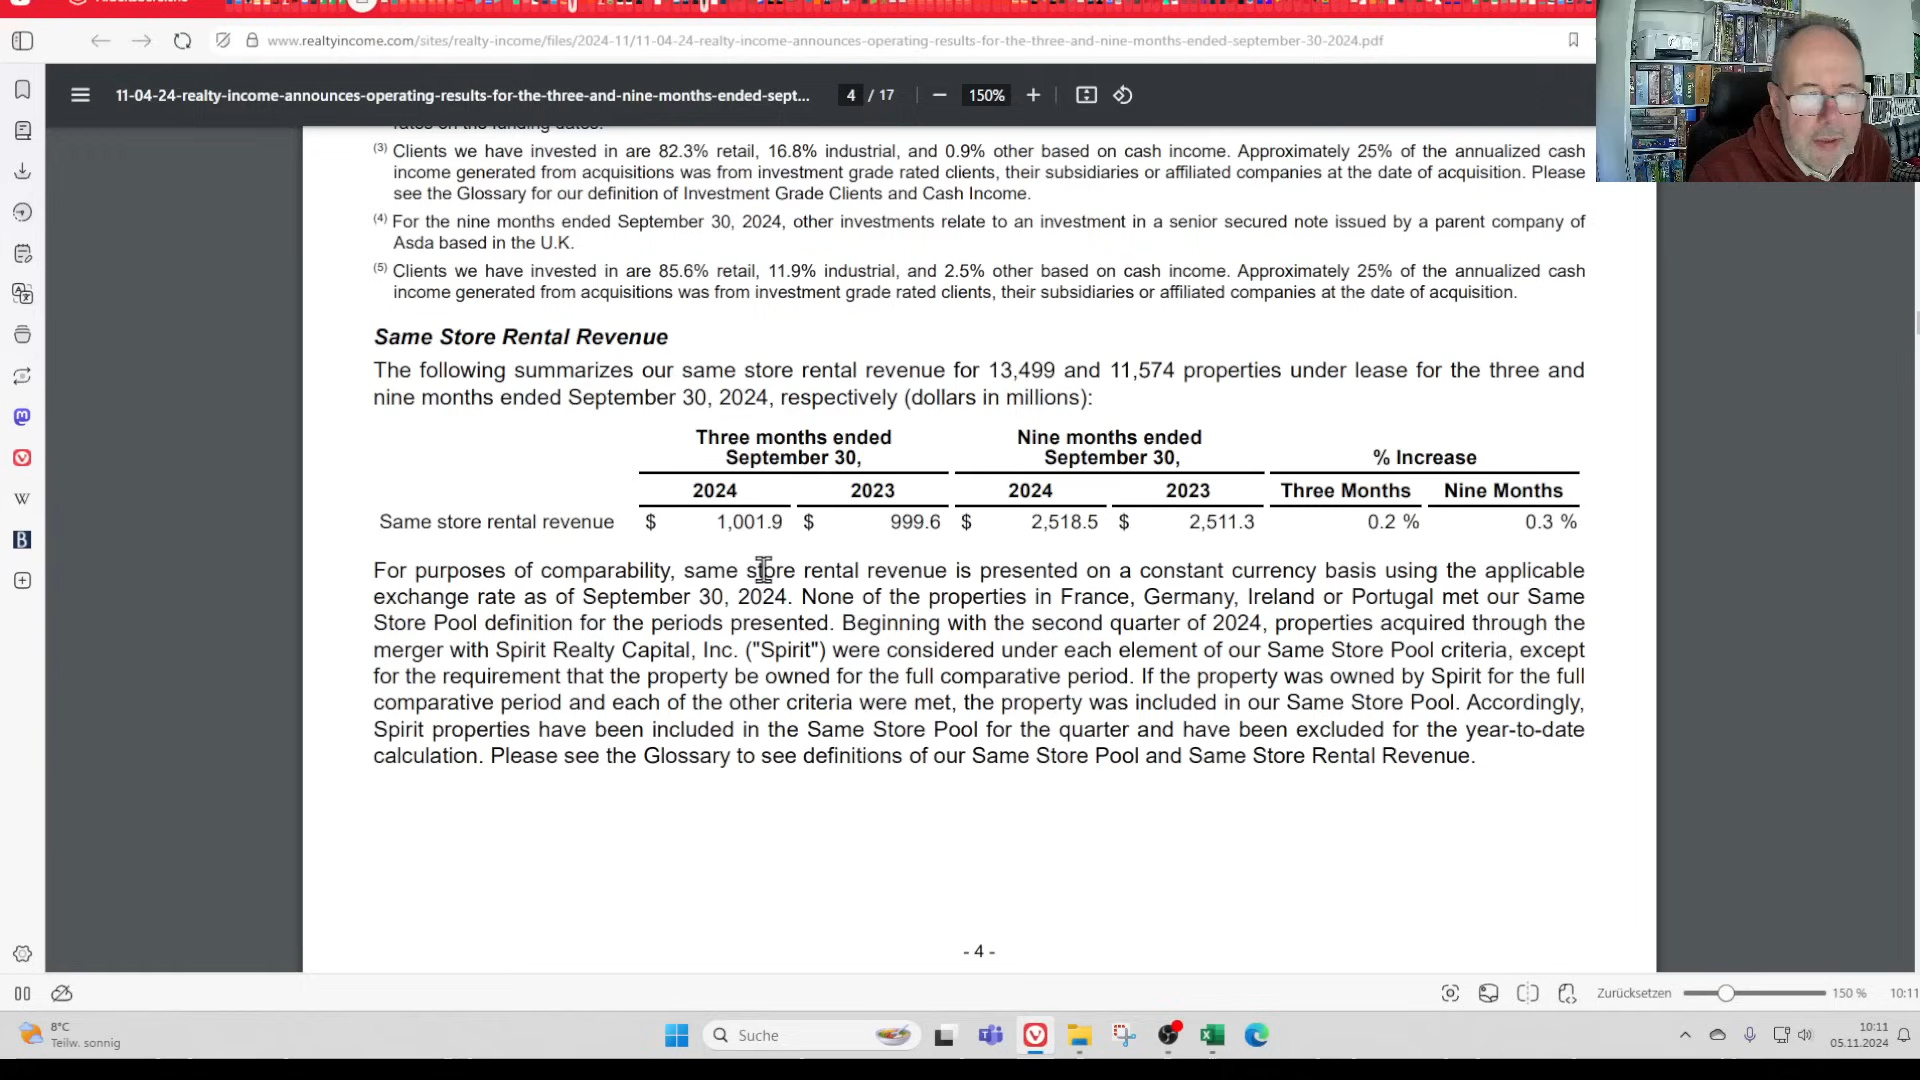 www.realtyincome.com/sites/realty-income/files/2024-11/11-04-24-realty-income-announces-operating-results-for-the-three-and-nine-months-ended-september-30-2024.pdf
11-04-24-realty-income-announces-operating-results-for-the-three-and-nine-months-ended-sept... 4 / 17 150%
rates on the funding dates.
(3) Clients we have invested in are 82.3% retail, 16.8% industrial, and 0.9% other based on cash income. Approximately 25% of the annualized cash
income generated from acquisitions was from investment grade rated clients, their subsidiaries or affiliated companies at the date of acquisition. Please
see the Glossary for our definition of Investment Grade Clients and Cash Income.
(4) For the nine months ended September 30, 2024, other investments relate to an investment in a senior secured note issued by a parent company of
Asda based in the U.K.
(5) Clients we have invested in are 85.6% retail, 11.9% industrial, and 2.5% other based on cash income. Approximately 25% of the annualized cash
income generated from acquisitions was from investment grade rated clients, their subsidiaries or affiliated companies at the date of acquisition.
Same Store Rental Revenue
The following summarizes our same store rental revenue for 13,499 and 11,574 properties under lease for the three and
nine months ended September 30, 2024, respectively (dollars in millions):
Three months ended Nine months ended
September 30, September 30, % Increase
2024 2023 2024 2023 Three Months Nine Months
Same store rental revenue $ 1,001.9 $ 999.6 $ 2,518.5 $ 2,511.3 0.2 % 0.3 %
For purposes of comparability, same store rental revenue is presented on a constant currency basis using the applicable
exchange rate as of September 30, 2024. None of the properties in France, Germany, Ireland or Portugal met our Same
Store Pool definition for the periods presented. Beginning with the second quarter of 2024, properties acquired through the
merger with Spirit Realty Capital, Inc. ("Spirit") were considered under each element of our Same Store Pool criteria, except
for the requirement that the property be owned for the full comparative period. If the property was owned by Spirit for the full
comparative period and each of the other criteria were met, the property was included in our Same Store Pool. Accordingly,
Spirit properties have been included in the Same Store Pool for the quarter and have been excluded for the year-to-date
calculation. Please see the Glossary to see definitions of our Same Store Pool and Same Store Rental Revenue.
- 4 -
Zurücksetzen 150 % 10:11
8°C
Teilw. sonnig
Suche
10:11
05.11.2024